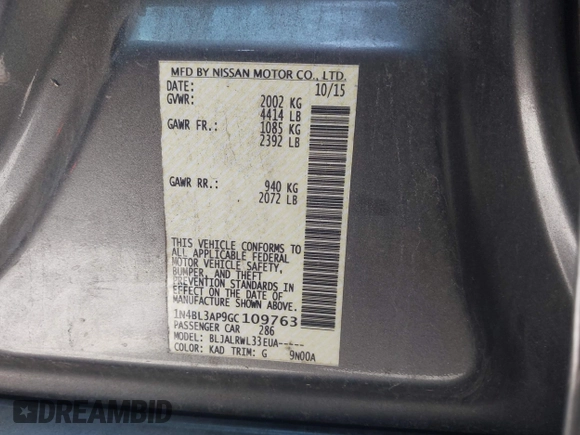 MFD BY NISSAN MOTOR CO., LTD.
DATE: 10/15
GVWR: 2002 KG
4414 LB
GAWR FR.: 1085 KG
2392 LB
GAWR RR.: 940 KG
2072 LB
THIS VEHICLE CONFORMS TO
ALL APPLICABLE FEDERAL
MOTOR VEHICLE SAFETY,
BUMPER, AND THEFT
PREVENTION STANDARDS
IN EFFECT ON THE DATE OF
MANUFACTURE SHOWN ABOVE.
1N4BL3AP9GC109763
PASSENGER CAR 286
MODEL: BLJALRWL33EUA-----
COLOR: KAD TRIM: G 9N00A
DREAMBID